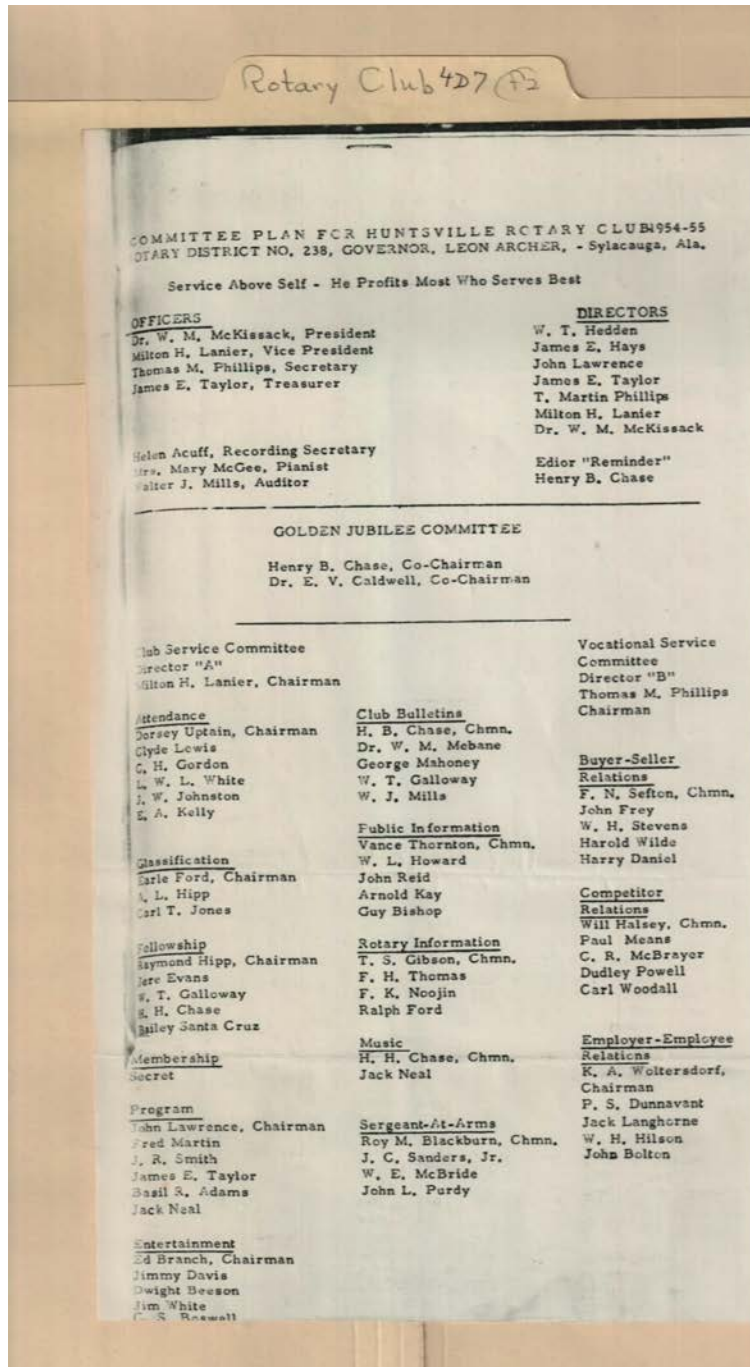 Rotary Club 4D7 F2
COMMITTEE PLAN FOR HUNTSVILLE ROTARY CLUB 1954-55
OTARY DISTRICT NO. 238, GOVERNOR, LEON ARCHER, - Sylacauga, Ala.
Service Above Self - He Profits Most Who Serves Best
OFFICERS
Dr. W. M. McKissack, President
Milton H. Lanier, Vice President
Thomas M. Phillips, Secretary
James E. Taylor, Treasurer
Helen Acuff, Recording Secretary
Mrs. Mary McGee, Pianist
Walter J. Mills, Auditor
DIRECTORS
W. T. Hedden
James E. Hays
John Lawrence
James E. Taylor
T. Martin Phillips
Milton H. Lanier
Dr. W. M. McKissack
Edior "Reminder"
Henry B. Chase
GOLDEN JUBILEE COMMITTEE
Henry B. Chase, Co-Chairman
Dr. E. V. Caldwell, Co-Chairman
Club Service Committee
Director "A"
Milton H. Lanier, Chairman
Attendance
Dorsey Uptain, Chairman
Clyde Lewis
C. H. Gordon
L. W. L. White
J. W. Johnston
E. A. Kelly
Classification
Earle Ford, Chairman
A. L. Hipp
Carl T. Jones
Fellowship
Raymond Hipp, Chairman
Jere Evans
W. T. Galloway
H. H. Chase
Bailey Santa Cruz
Membership
Secret
Program
John Lawrence, Chairman
Fred Martin
J. R. Smith
James E. Taylor
Basil R. Adams
Jack Neal
Entertainment
Ed Branch, Chairman
Jimmy Davis
Dwight Beeson
Jim White
C. S. Boswell
Club Bulletins
H. B. Chase, Chmn.
Dr. W. M. Mebane
George Mahoney
W. T. Galloway
W. J. Mills
Public Information
Vance Thornton, Chmn.
W. L. Howard
John Reid
Arnold Kay
Guy Bishop
Rotary Information
T. S. Gibson, Chmn.
F. H. Thomas
F. K. Noojin
Ralph Ford
Music
H. H. Chase, Chmn.
Jack Neal
Sergeant-At-Arms
Roy M. Blackburn, Chmn.
J. C. Sanders, Jr.
W. E. McBride
John L. Purdy
Vocational Service
Committee
Director "B"
Thomas M. Phillips
Chairman
Buyer-Seller
Relations
F. N. Sefton, Chmn.
John Frey
W. H. Stevens
Harold Wilde
Harry Daniel
Competitor
Relations
Will Halsey, Chmn.
Paul Means
C. R. McBrayer
Dudley Powell
Carl Woodall
Employer-Employee
Relations
K. A. Woltersdorf,
Chairman
P. S. Dunnavant
Jack Langhorne
W. H. Hilson
John Bolton